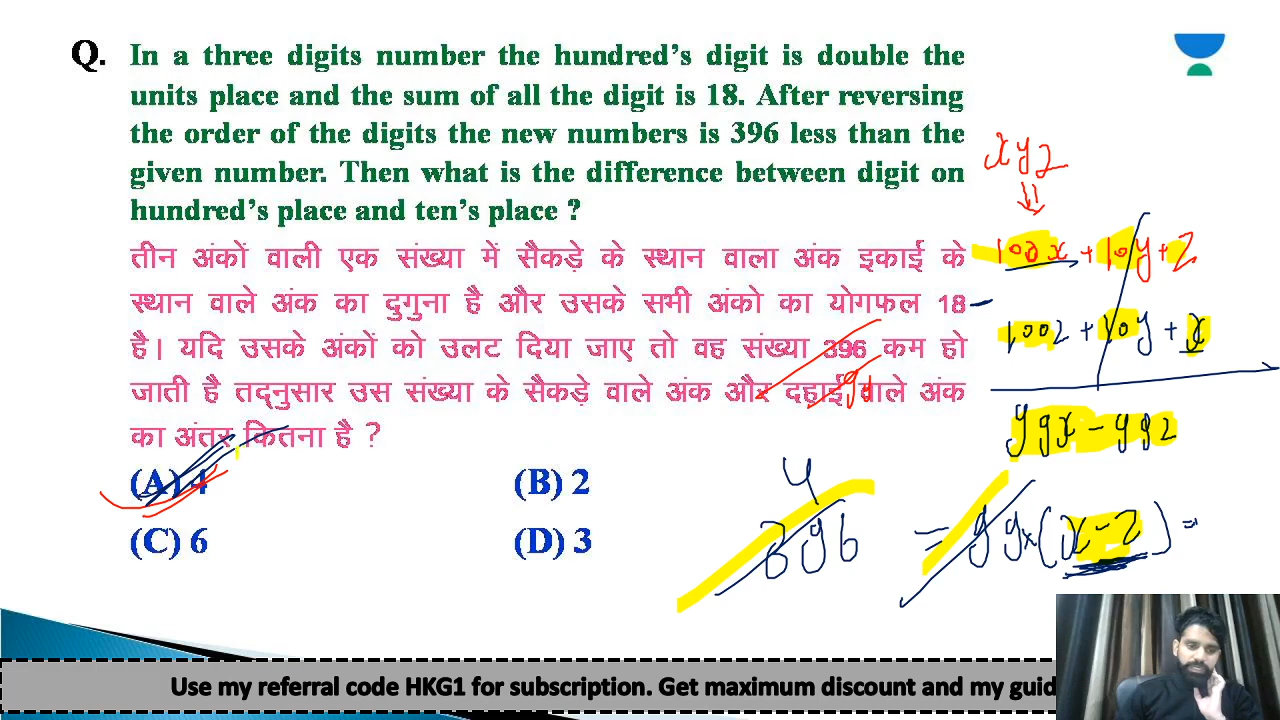 Q. In a three digits number the hundred's digit is double the
units place and the sum of all the digit is 18. After reversing
the order of the digits the new numbers is 396 less than the
given number. Then what is the difference between digit on
hundred's place and ten's place ?
तीन अंकों वाली एक संख्या में सैकड़े के स्थान वाला अंक इकाई के
स्थान वाले अंक का दुगुना है और उसके सभी अंको का योगफल 18
है। यदि उसके अंकों को उलट दिया जाए तो वह संख्या 396 कम हो
जाती है तद्नुसार उस संख्या के सैकड़े वाले अंक और दहाई वाले अंक
का अंतर कितना है ?
(A) 4
(B) 2
(C) 6
(D) 3
xyz
100x + 10y + z
100z + 10y + x
99x - 99z
4
396 = 99x(x-z) =
99
Use my referral code HKG1 for subscription. Get maximum discount and my guid